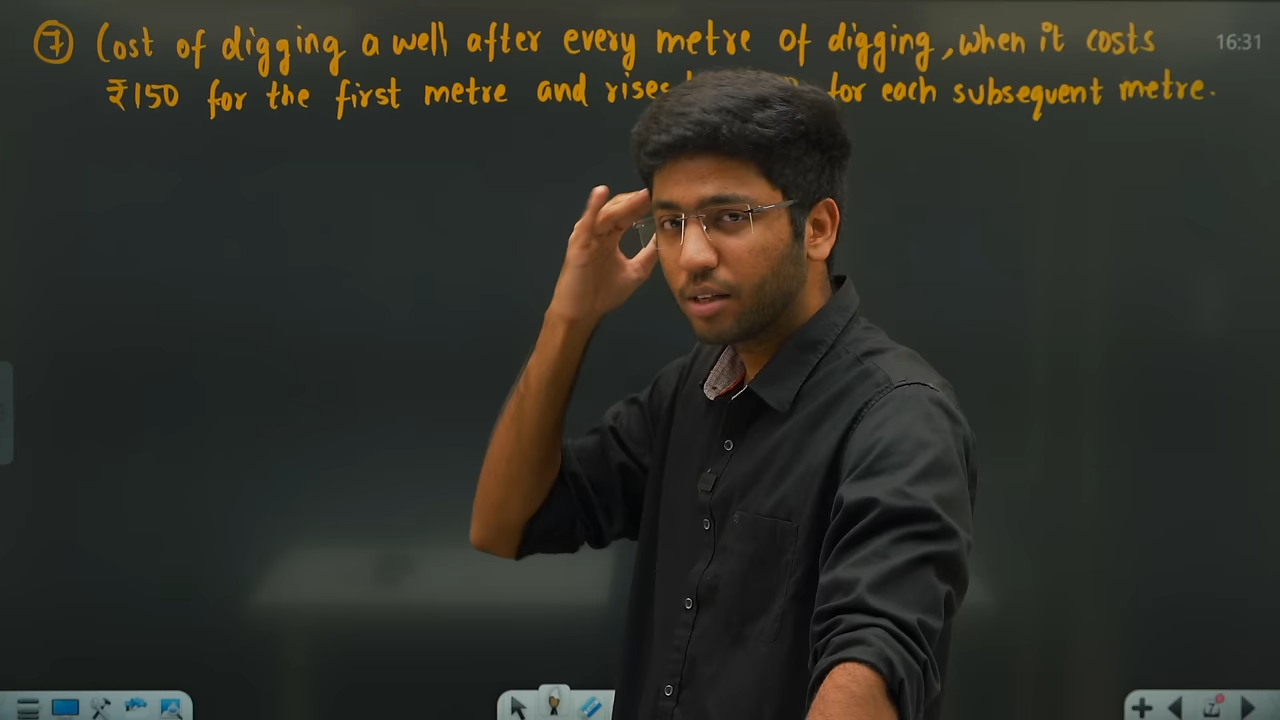 7 Cost of digging a well after every metre of digging, when it costs
16:31
₹150 for the first metre and rises for each subsequent metre.